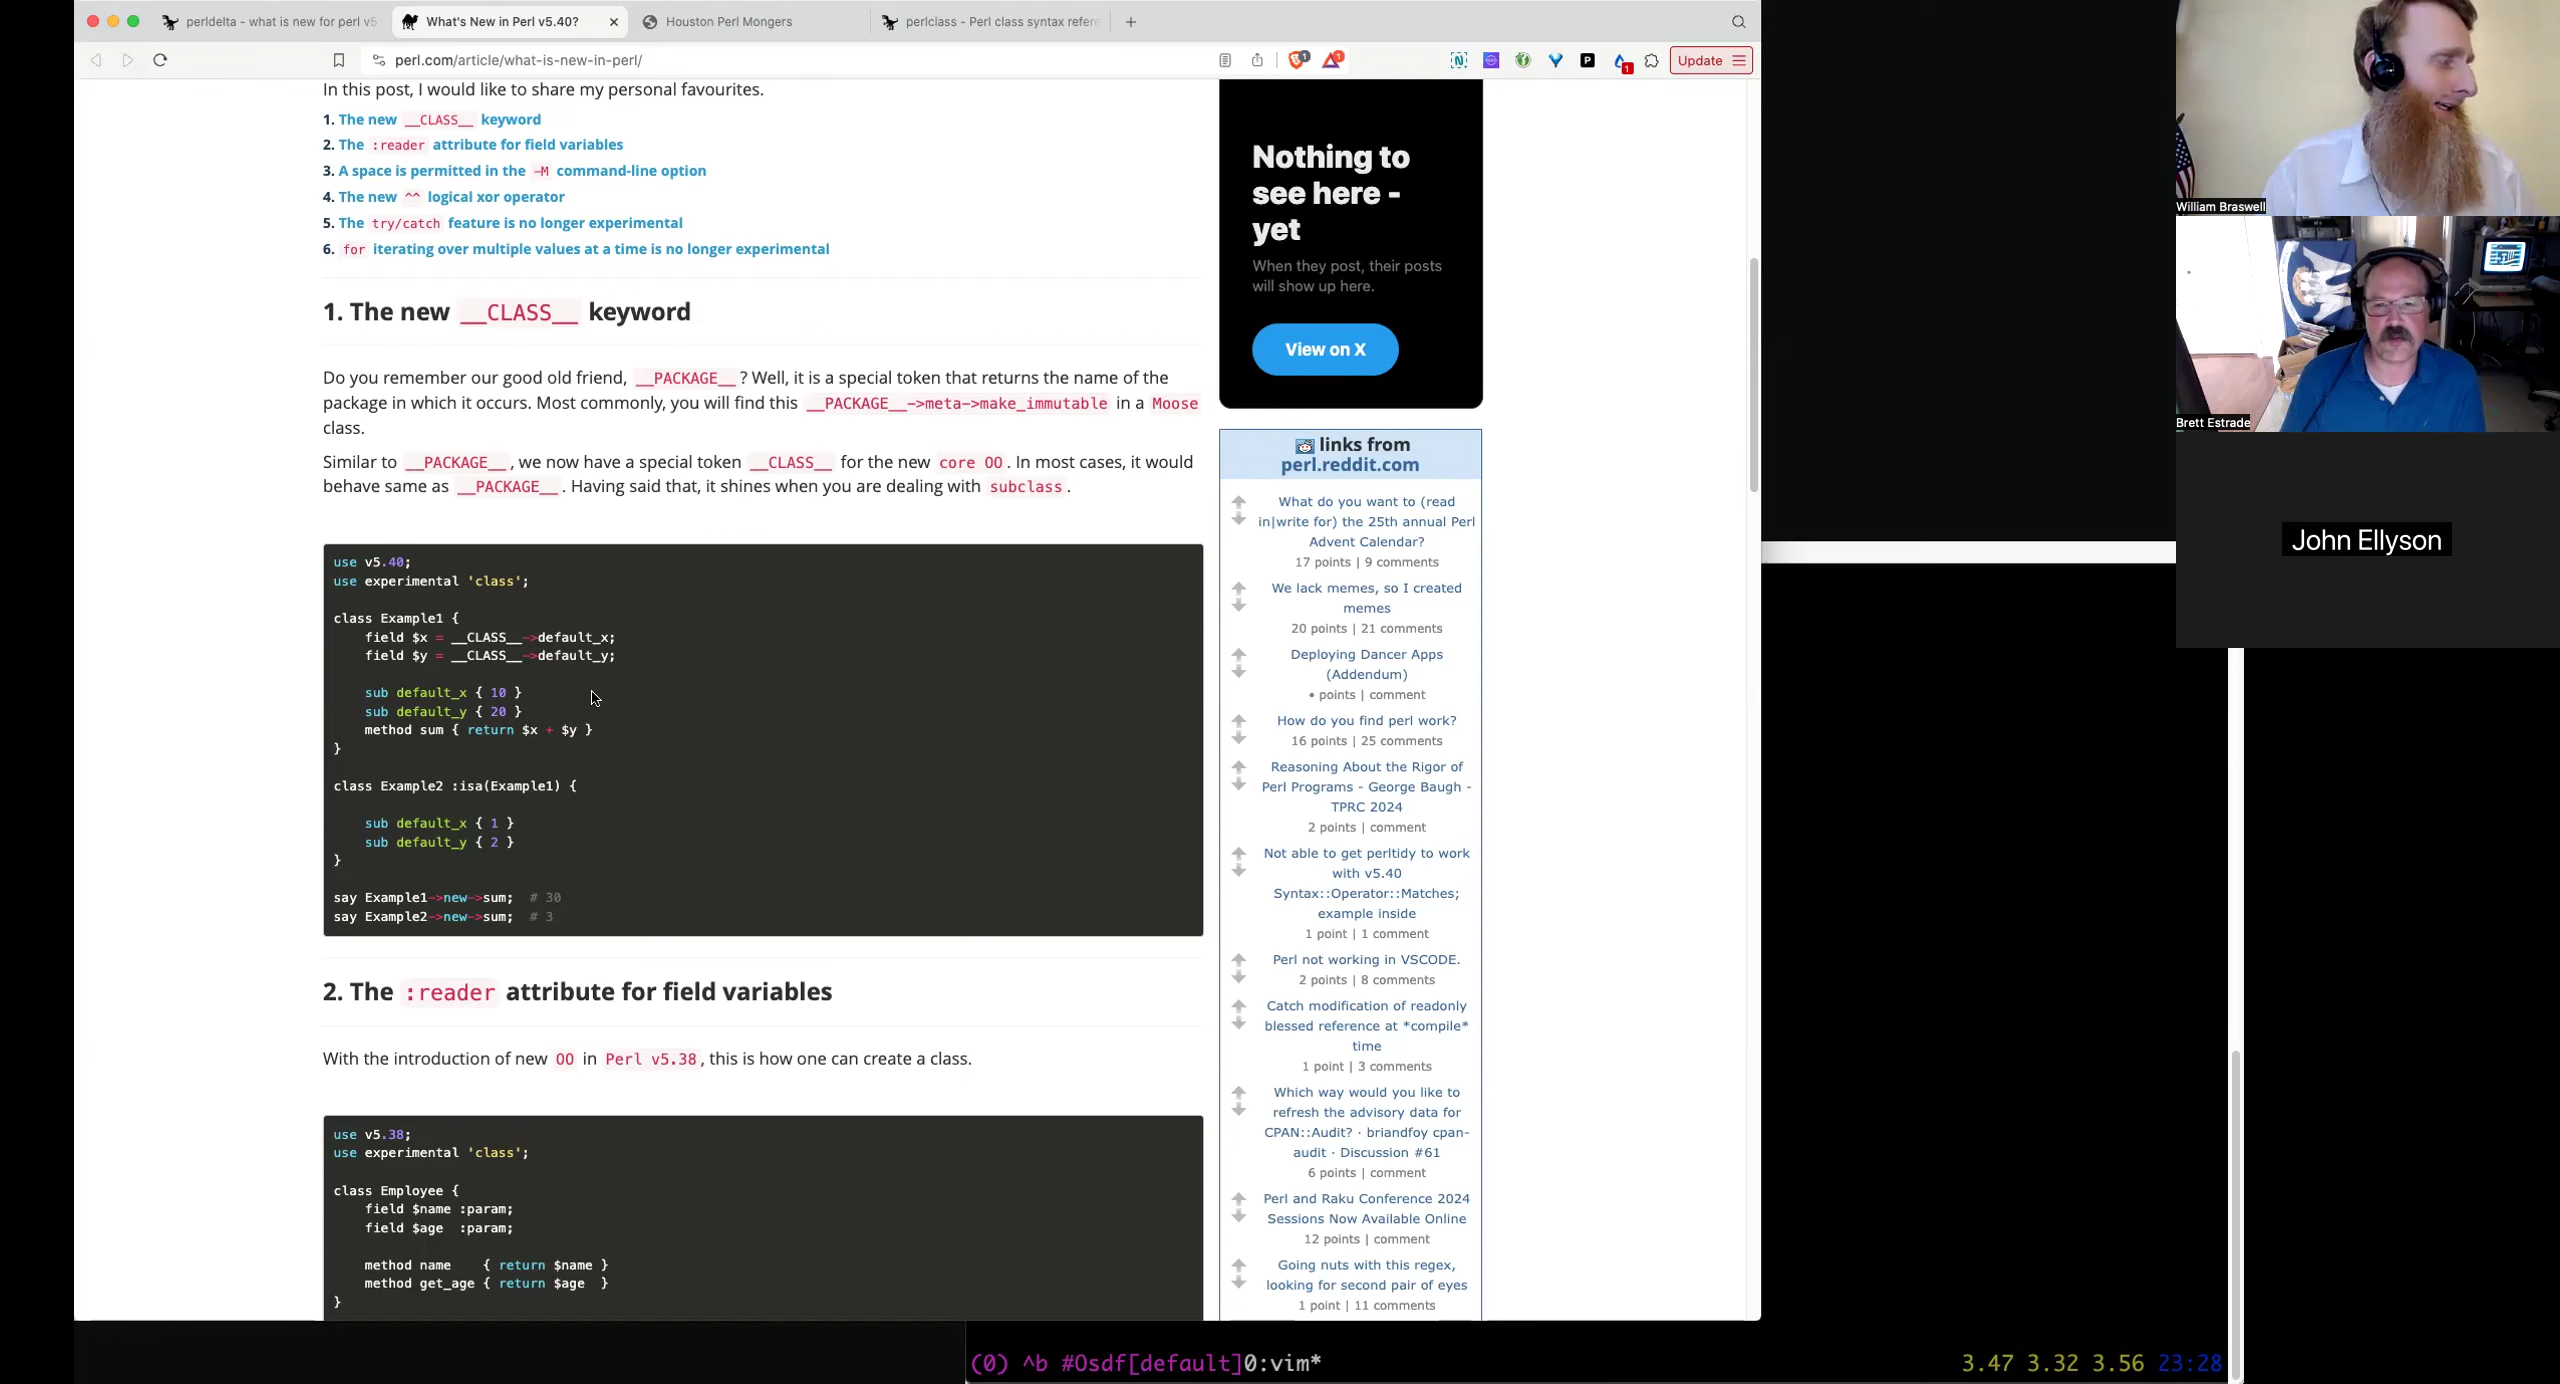 perldelta - what is new for perl v5
What's New in Perl v5.40?
Houston Perl Mongers
perlclass - Perl class syntax refere
perl.com/article/what-is-new-in-perl/
1
1
1
Update
In this post, I would like to share my personal favourites.
1. The new __CLASS__ keyword
2. The :reader attribute for field variables
3. A space is permitted in the -M command-line option
4. The new ^^ logical xor operator
5. The try/catch feature is no longer experimental
6. for iterating over multiple values at a time is no longer experimental
1. The new __CLASS__ keyword
Do you remember our good old friend, __PACKAGE__? Well, it is a special token that returns the name of the
package in which it occurs. Most commonly, you will find this __PACKAGE__->meta->make_immutable in a Moose
class.
Similar to __PACKAGE__, we now have a special token __CLASS__ for the new core OO. In most cases, it would
behave same as __PACKAGE__. Having said that, it shines when you are dealing with subclass.
use v5.40;
use experimental 'class';
class Example1 {
field $x = __CLASS__->default_x;
field $y = __CLASS__->default_y;
sub default_x { 10 }
sub default_y { 20 }
method sum { return $x + $y }
}
class Example2 :isa(Example1) {
sub default_x { 1 }
sub default_y { 2 }
}
say Example1->new->sum; # 30
say Example2->new->sum; # 3
2. The :reader attribute for field variables
With the introduction of new OO in Perl v5.38, this is how one can create a class.
use v5.38;
use experimental 'class';
class Employee {
field $name :param;
field $age :param;
method name { return $name }
method get_age { return $age }
}
Nothing to
see here -
yet
When they post, their posts
will show up here.
View on X
links from
perl.reddit.com
What do you want to (read
in|write for) the 25th annual Perl
Advent Calendar?
17 points | 9 comments
We lack memes, so I created
memes
20 points | 21 comments
Deploying Dancer Apps
(Addendum)
• points | comment
How do you find perl work?
16 points | 25 comments
Reasoning About the Rigor of
Perl Programs - George Baugh -
TPRC 2024
2 points | comment
Not able to get perltidy to work
with v5.40
Syntax::Operator::Matches;
example inside
1 point | 1 comment
Perl not working in VSCODE.
2 points | 8 comments
Catch modification of readonly
blessed reference at *compile*
time
1 point | 3 comments
Which way would you like to
refresh the advisory data for
CPAN::Audit? · briandfoy cpan-
audit · Discussion #61
6 points | comment
Perl and Raku Conference 2024
Sessions Now Available Online
12 points | comment
Going nuts with this regex,
looking for second pair of eyes
1 point | 11 comments
William Braswell
Brett Estrade
John Ellyson
(0) ^b #Osdf[default]0:vim*
3.47 3.32 3.56 23:28